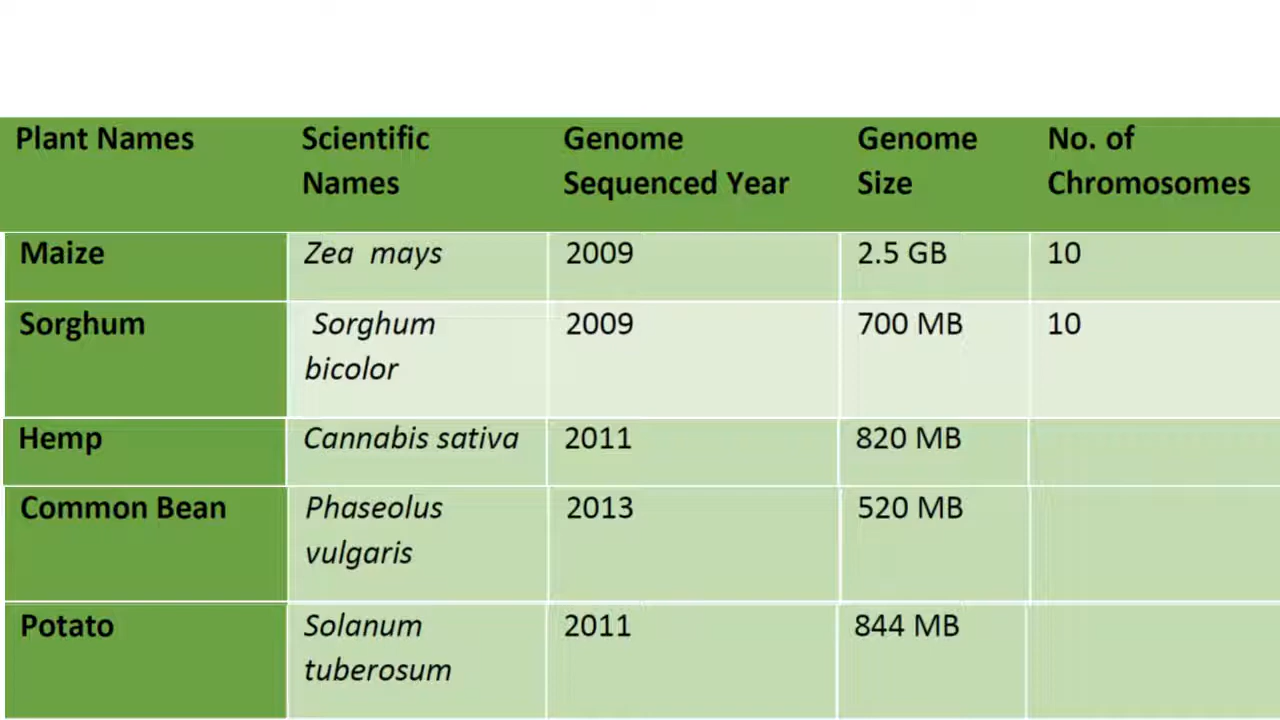 Plant Names Scientific Names Genome Sequenced Year Genome Size No. of Chromosomes
Maize Zea mays 2009 2.5 GB 10
Sorghum Sorghum bicolor 2009 700 MB 10
Hemp Cannabis sativa 2011 820 MB
Common Bean Phaseolus vulgaris 2013 520 MB
Potato Solanum tuberosum 2011 844 MB